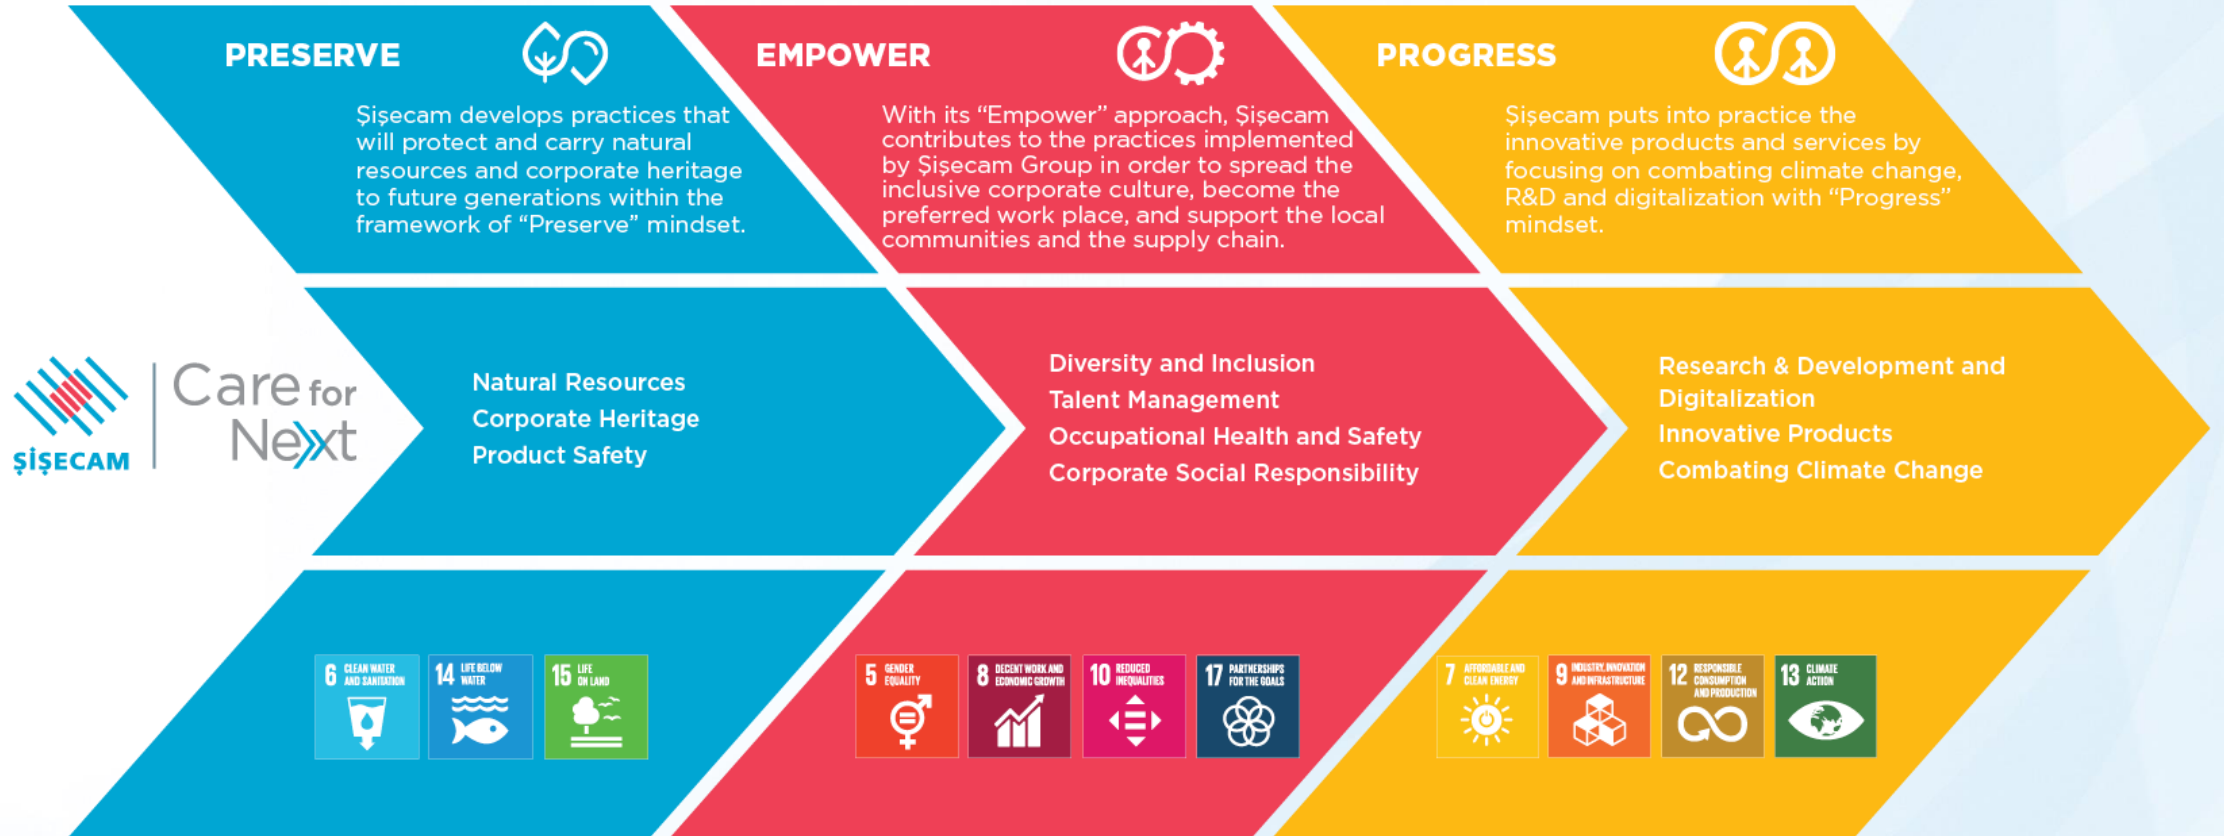 PRESERVE
Şişecam develops practices that
will protect and carry natural
resources and corporate heritage
to future generations within the
framework of “Preserve” mindset.
EMPOWER
With its “Empower” approach, Şişecam
contributes to the practices implemented
by Şişecam Group in order to spread the
inclusive corporate culture, become the
preferred work place, and support the local
communities and the supply chain.
PROGRESS
Şişecam puts into practice the
innovative products and services by
focusing on combating climate change,
R&D and digitalization with “Progress”
mindset.
ŞİŞECAM
Care for
Next
Natural Resources
Corporate Heritage
Product Safety
Diversity and Inclusion
Talent Management
Occupational Health and Safety
Corporate Social Responsibility
Research & Development and
Digitalization
Innovative Products
Combating Climate Change
6 CLEAN WATER
AND SANITATION
14 LIFE BELOW
WATER
15 LIFE
ON LAND
5 GENDER
EQUALITY
8 DECENT WORK AND
ECONOMIC GROWTH
10 REDUCED
INEQUALITIES
17 PARTNERSHIPS
FOR THE GOALS
7 AFFORDABLE AND
CLEAN ENERGY
9 INDUSTRY, INNOVATION
AND INFRASTRUCTURE
12 RESPONSIBLE
CONSUMPTION
AND PRODUCTION
13 CLIMATE
ACTION